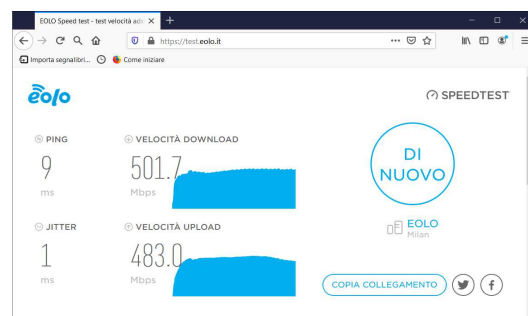 EOLO Speed test - test velocità ads
https://test.eolo.it
Importa segnalibri...
Come iniziare
eolo
SPEEDTEST
PING
9
ms
VELOCITÀ DOWNLOAD
501.7
Mbps
DI
NUOVO
JITTER
1
ms
VELOCITÀ UPLOAD
483.0
Mbps
EOLO
Milan
COPIA COLLEGAMENTO